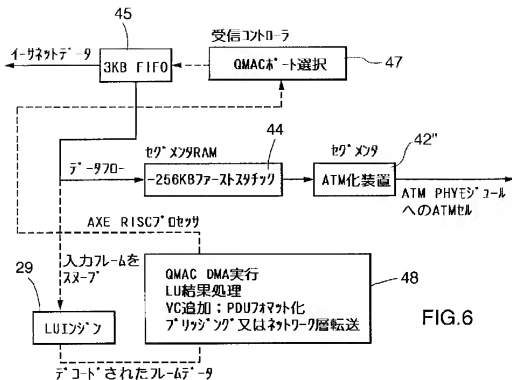 45
受信コントローラ
イーサネットデータ
3KB FIFO
QMACポート選択
47
セグメンタRAM
44
セグメンタ
42"
データフロー
-256KBファーストスタチック
ATM化装置
ATM PHYモジュール
へのATMセル
AXE RISCプロセッサ
入力フレームを
スヌープ
29
LUエンジン
QMAC DMA実行
LU結果処理
VC追加：PDUフォマット化
ブリッジング又はネットワーク層転送
48
FIG.6
デコードされたフレームデータ